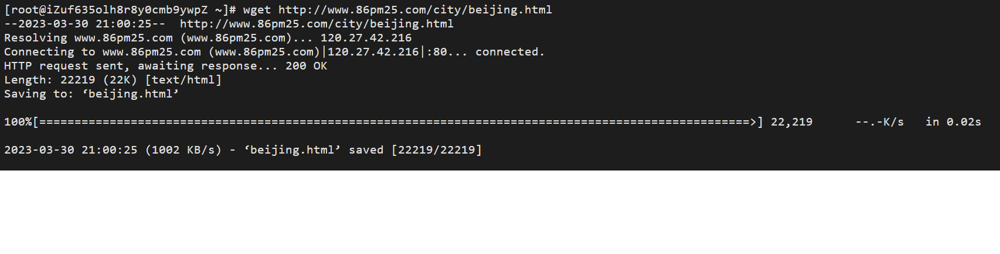 [root@iZuf635olh8r8y0cmb9ywpZ ~]# wget http://www.86pm25.com/city/beijing.html
--2023-03-30 21:00:25--  http://www.86pm25.com/city/beijing.html
Resolving www.86pm25.com (www.86pm25.com)... 120.27.42.216
Connecting to www.86pm25.com (www.86pm25.com)|120.27.42.216|:80... connected.
HTTP request sent, awaiting response... 200 OK
Length: 22219 (22K) [text/html]
Saving to: ‘beijing.html’
100%[=====================================================================================================>] 22,219      --.-K/s   in 0.02s
2023-03-30 21:00:25 (1002 KB/s) - ‘beijing.html’ saved [22219/22219]